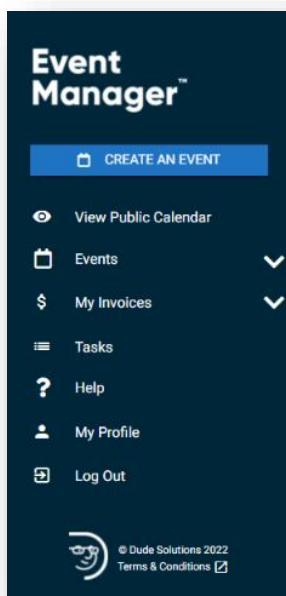 Event
Manager™
CREATE AN EVENT
View Public Calendar
Events
My Invoices
Tasks
Help
My Profile
Log Out
© Dude Solutions 2022
Terms & Conditions